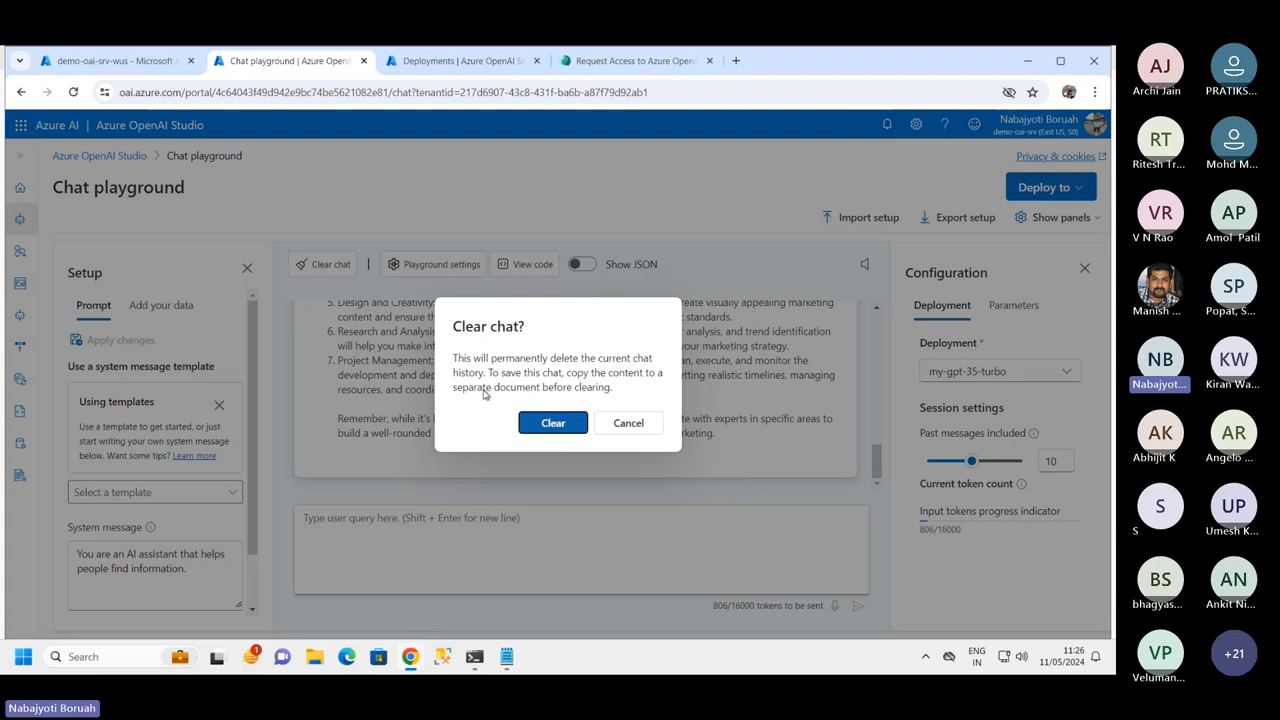 demo-oai-srv-wus - Microsoft A
Chat playground | Azure OpenA
Deployments | Azure OpenAI S
Request Access to Azure OpenA
oai.azure.com/portal/4c64043f49d942e9bc74be5621082e81/chat?tenantid=217d6907-43c8-431f-ba6b-a87f79d92ab1
Azure AI | Azure OpenAI Studio
Nabajyoti Boruah
demo-oai-srv (East US, S0)
Azure OpenAI Studio > Chat playground
Privacy & cookies
Chat playground
Deploy to
Import setup
Export setup
Show panels
Setup
Prompt
Add your data
Apply changes
Use a system message template
Using templates
Use a template to get started, or just
start writing your own system message
below. Want some tips? Learn more
Select a template
System message
You are an AI assistant that helps
people find information.
Clear chat
Playground settings
View code
Show JSON
5. Design and Creativity: eate visually appealing marketing
content and ensure th standards.
6. Research and Analysis analysis, and trend identification
will help you make inf our marketing strategy.
7. Project Management: an, execute, and monitor the
development and dep etting realistic timelines, managing
resources, and coordi
Remember, while it's te with experts in specific areas to
build a well-rounded marketing.
Clear chat?
This will permanently delete the current chat
history. To save this chat, copy the content to a
separate document before clearing.
Clear
Cancel
Type user query here. (Shift + Enter for new line)
806/16000 tokens to be sent
Configuration
Deployment
Parameters
Deployment *
my-gpt-35-turbo
Session settings
Past messages included
10
Current token count
Input tokens progress indicator
806/16000
Search
1
ENG
IN
11:26
11/05/2024
Nabajyoti Boruah
AJ
Archi Jain
PRATIKS...
RT
Ritesh Tr...
Mohd M...
VR
V N Rao
AP
Amol Patil
Manish ...
SP
Popat, S...
NB
Nabajyot...
KW
Kiran Wa...
AK
Abhijit K
AR
Angelo ...
S
S
UP
Umesh K...
BS
bhagyas...
AN
Ankit Ni...
VP
Veluman...
+21